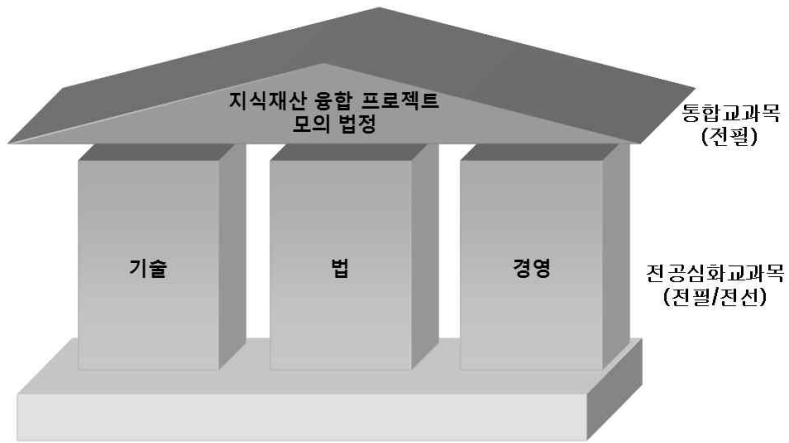 지식재산 융합 프로젝트
모의 법정
통합교과목
(전필)
기술
법
경영
전공심화교과목
(전필/전선)